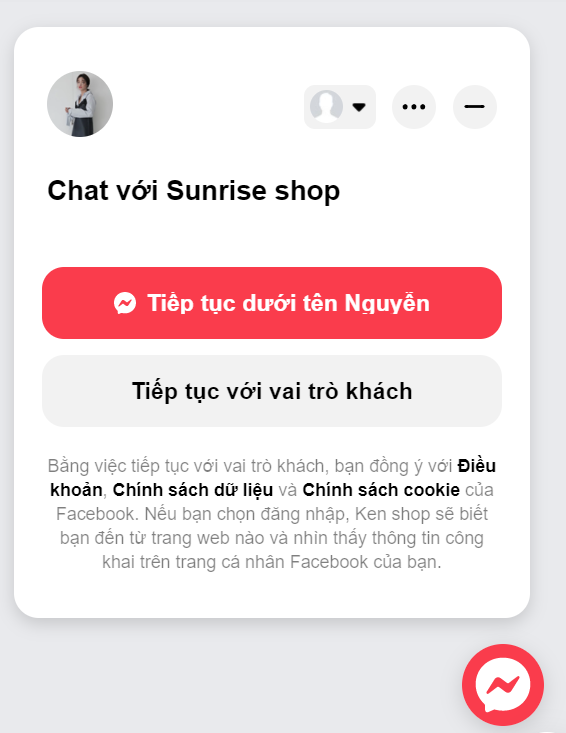 Chat với Sunrise shop
Tiếp tục dưới tên Nguyễn
Tiếp tục với vai trò khách
Bằng việc tiếp tục với vai trò khách, bạn đồng ý với Điều
khoản, Chính sách dữ liệu và Chính sách cookie của
Facebook. Nếu bạn chọn đăng nhập, Ken shop sẽ biết
bạn đến từ trang web nào và nhìn thấy thông tin công
khai trên trang cá nhân Facebook của bạn.